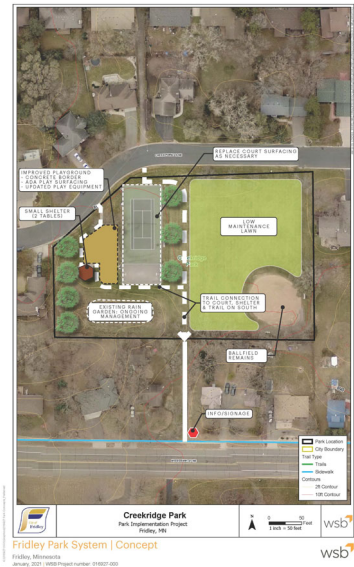 REPLACE COURT SURFACING
AS NECESSARY
IMPROVED PLAYGROUND
- CONCRETE BORDER
- ADA PLAY SURFACING
- UPDATED PLAY EQUIPMENT
SMALL SHELTER
(2 TABLES)
LOW
MAINTENANCE
LAWN
TRAIL CONNECTION
TO COURT, SHELTER
& TRAIL ON SOUTH
EXISTING RAIN
GARDEN: ONGOING
MANAGEMENT
BALLFIELD
REMAINS
INFO/SIGNAGE
Park Location
City Boundary
Trail Type
Trails
Sidewalk
Contours
2ft Contour
10ft Contour
Fridley
Creekridge Park
Park Implementation Project
Fridley, MN
N
0 50
Feet
1 inch = 50 feet
wsb
Fridley Park System | Concept
Fridley, Minnesota
January, 2021 | WSB Project number: 016937-000
wsb